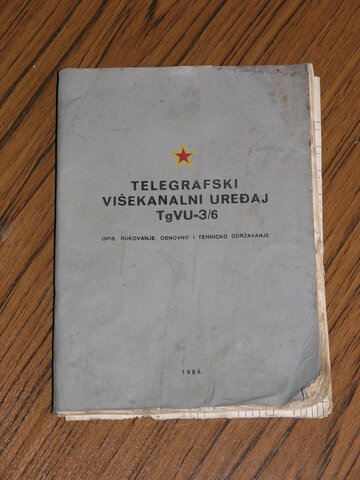 TELEGRAFSKI
VIŠEKANALNI UREĐAJ
TgVU-3/6
OPIS RUKOVANJE OSNOVNO I TEHNIČKO ODRŽAVANJE
1984